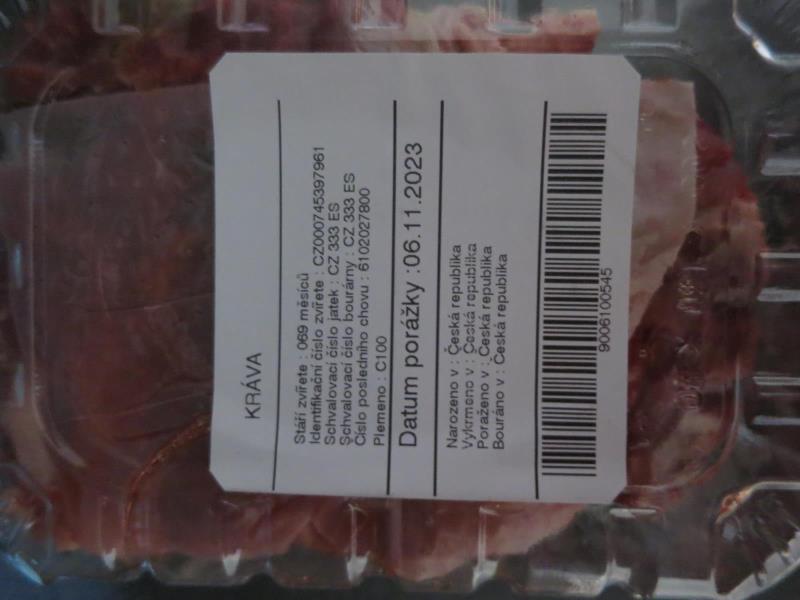 KRÁVA
Stáří zvířete : 069 měsíců
Identifikační číslo zvířete : CZ000745397961
Schvalovací číslo jatek : CZ 333 ES
Schvalovací číslo bourárny : CZ 333 ES
Číslo posledního chovu : 6102027800
Plemeno : C100
Datum porážky :06.11.2023
Narozeno v : Česká republika
Vykrmeno v : Česká republika
Poraženo v : Česká republika
Bouráno v : Česká republika
9006100545